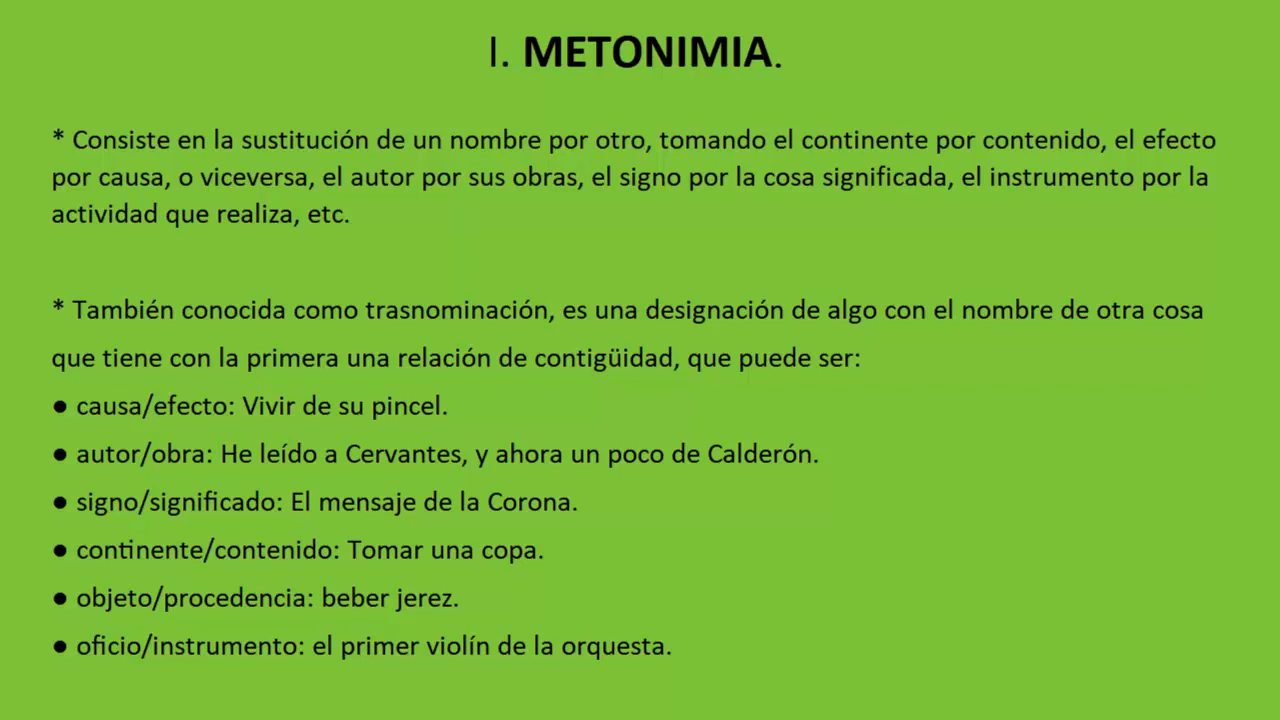 I. METONIMIA.
* Consiste en la sustitución de un nombre por otro, tomando el continente por contenido, el efecto
por causa, o viceversa, el autor por sus obras, el signo por la cosa significada, el instrumento por la
actividad que realiza, etc.
* También conocida como trasnominación, es una designación de algo con el nombre de otra cosa
que tiene con la primera una relación de contigüidad, que puede ser:
● causa/efecto: Vivir de su pincel.
● autor/obra: He leído a Cervantes, y ahora un poco de Calderón.
● signo/significado: El mensaje de la Corona.
● continente/contenido: Tomar una copa.
● objeto/procedencia: beber jerez.
● oficio/instrumento: el primer violín de la orquesta.